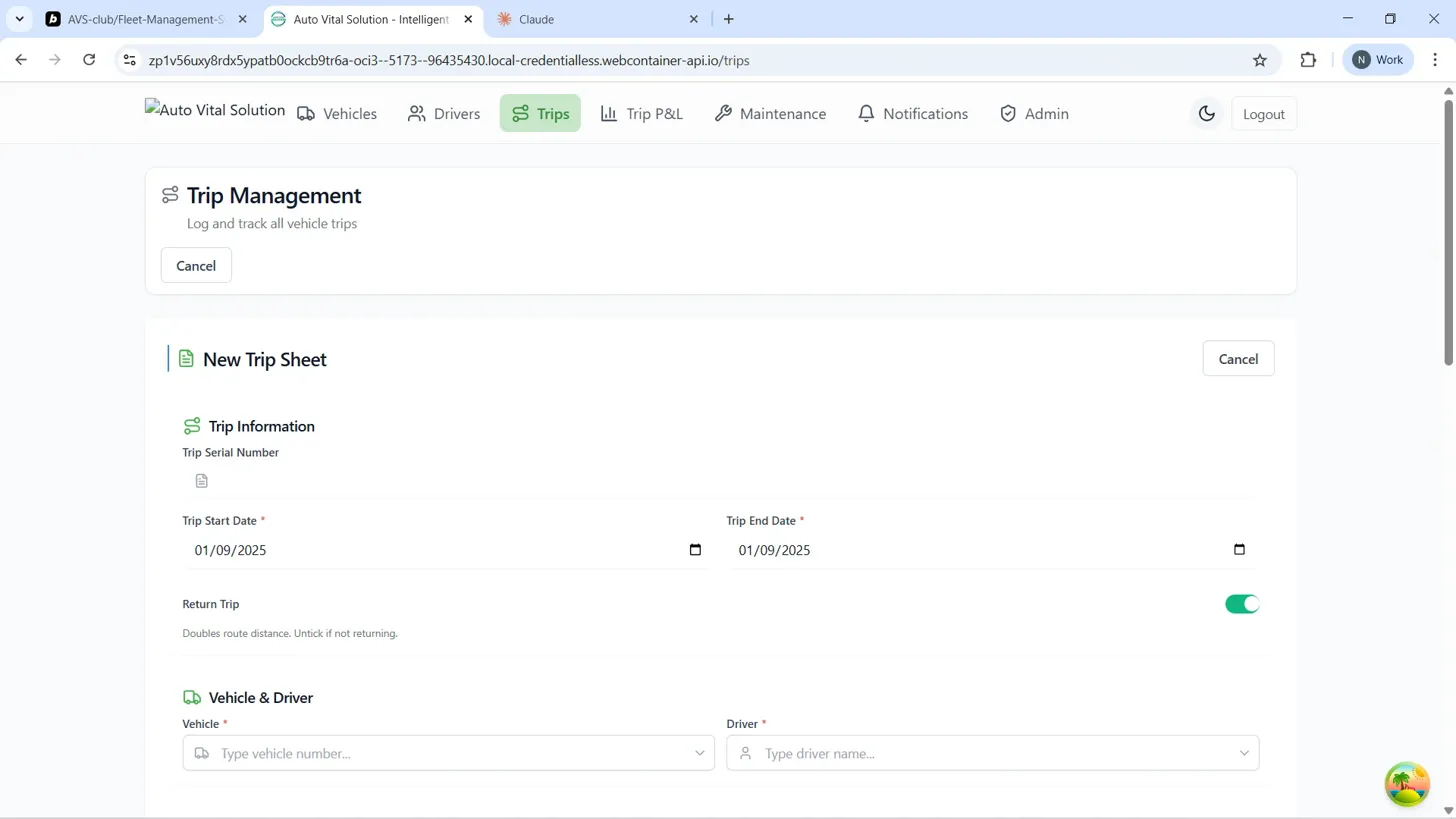 AVS-club/Fleet-Management-S
Auto Vital Solution - Intelligent
Claude
zp1v56uxy8rdx5ypatb0ockcb9tr6a-oci3--5173--96435430.local-credentialless.webcontainer-api.io/trips
N Work
Auto Vital Solution
Vehicles
Drivers
Trips
Trip P&L
Maintenance
Notifications
Admin
Logout
Trip Management
Log and track all vehicle trips
Cancel
New Trip Sheet
Cancel
Trip Information
Trip Serial Number
Trip Start Date *
Trip End Date *
01/09/2025
01/09/2025
Return Trip
Doubles route distance. Untick if not returning.
Vehicle & Driver
Vehicle *
Driver *
Type vehicle number...
Type driver name...